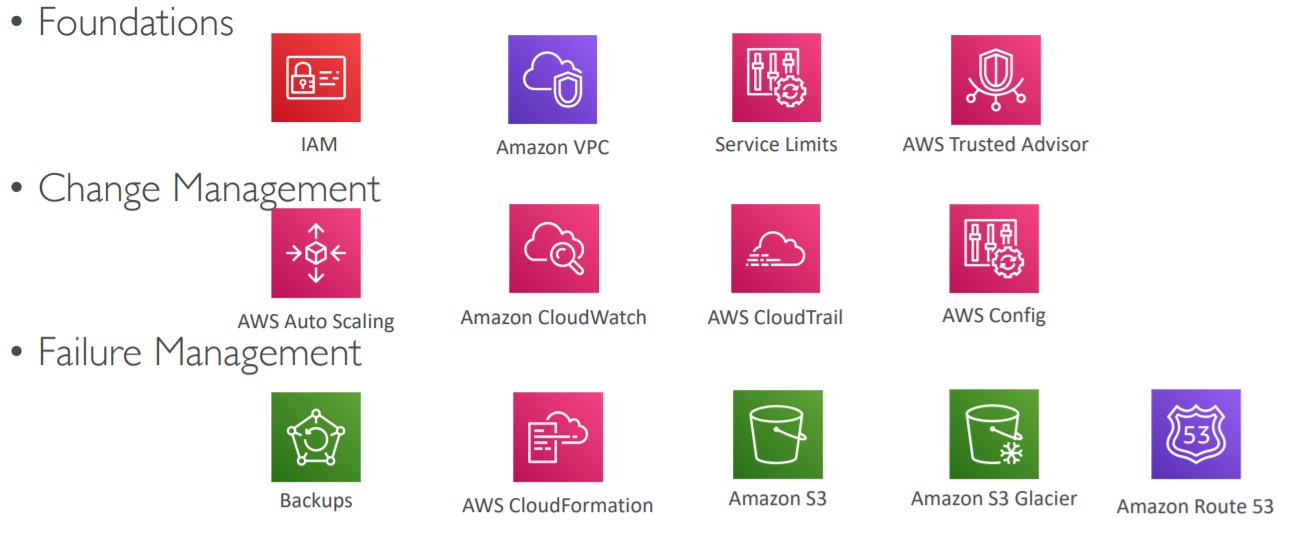 • Foundations
IAM
Amazon VPC
Service Limits
AWS Trusted Advisor
• Change Management
AWS Auto Scaling
Amazon CloudWatch
AWS CloudTrail
AWS Config
• Failure Management
Backups
AWS CloudFormation
Amazon S3
Amazon S3 Glacier
53
Amazon Route 53